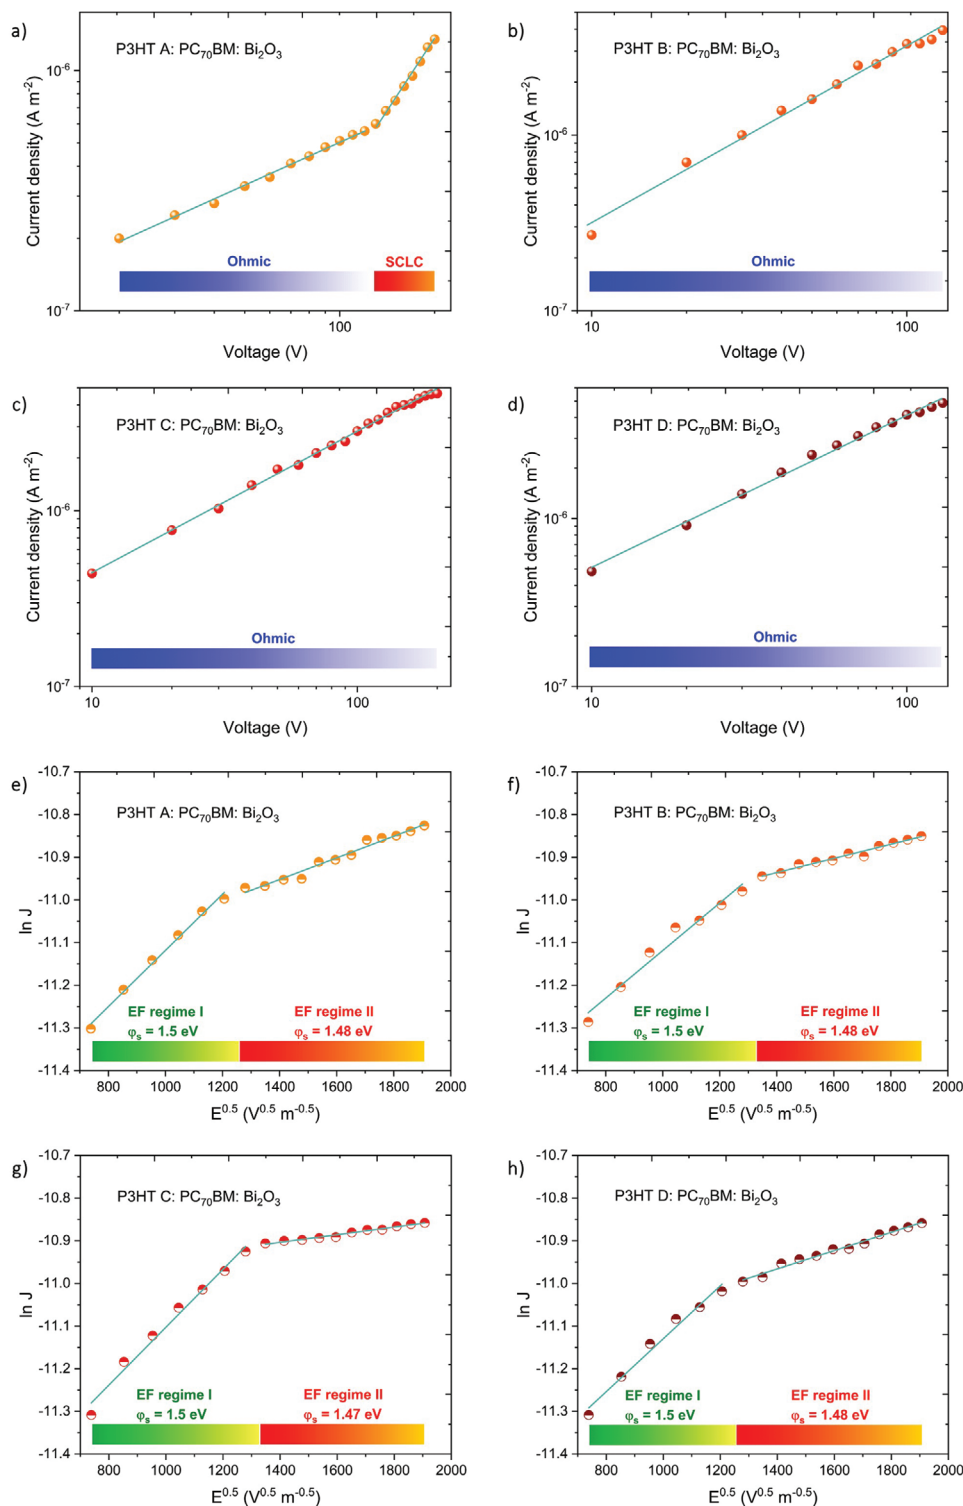 a)
P3HT A: PC₇₀BM: Bi₂O₃
Current density (A m⁻²)
10⁻⁶
10⁻⁷
Ohmic
SCLC
100
Voltage (V)
b)
P3HT B: PC₇₀BM: Bi₂O₃
Current density (A m⁻²)
10⁻⁶
10⁻⁷
Ohmic
10
100
Voltage (V)
c)
P3HT C: PC₇₀BM: Bi₂O₃
Current density (A m⁻²)
10⁻⁶
10⁻⁷
Ohmic
10
100
Voltage (V)
d)
P3HT D: PC₇₀BM: Bi₂O₃
Current density (A m⁻²)
10⁻⁶
10⁻⁷
Ohmic
10
100
Voltage (V)
e)
P3HT A: PC₇₀BM: Bi₂O₃
ln J
-10.7
-10.8
-10.9
-11.0
-11.1
-11.2
-11.3
-11.4
EF regime I
φₛ = 1.5 eV
EF regime II
φₛ = 1.48 eV
800 1000 1200 1400 1600 1800 2000
E⁰·⁵ (V⁰·⁵ m⁻⁰·⁵)
f)
P3HT B: PC₇₀BM: Bi₂O₃
ln J
-10.7
-10.8
-10.9
-11.0
-11.1
-11.2
-11.3
-11.4
EF regime I
φₛ = 1.5 eV
EF regime II
φₛ = 1.48 eV
800 1000 1200 1400 1600 1800 2000
E⁰·⁵ (V⁰·⁵ m⁻⁰·⁵)
g)
P3HT C: PC₇₀BM: Bi₂O₃
ln J
-10.7
-10.8
-10.9
-11.0
-11.1
-11.2
-11.3
-11.4
EF regime I
φₛ = 1.5 eV
EF regime II
φₛ = 1.47 eV
800 1000 1200 1400 1600 1800 2000
E⁰·⁵ (V⁰·⁵ m⁻⁰·⁵)
h)
P3HT D: PC₇₀BM: Bi₂O₃
ln J
-10.7
-10.8
-10.9
-11.0
-11.1
-11.2
-11.3
-11.4
EF regime I
φₛ = 1.5 eV
EF regime II
φₛ = 1.48 eV
800 1000 1200 1400 1600 1800 2000
E⁰·⁵ (V⁰·⁵ m⁻⁰·⁵)